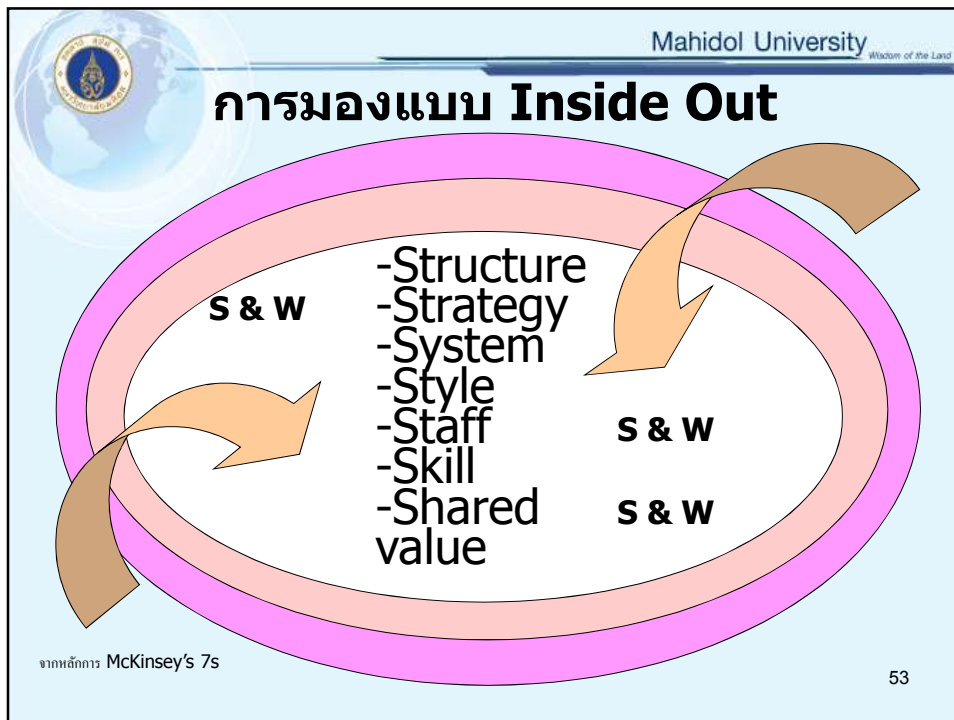 Mahidol University
Wisdom of the Land
การมองแบบ Inside Out
-Structure
S & W
-Strategy
-System
-Style
-Staff
S & W
-Skill
-Shared
S & W
value
จากหลักการ McKinsey's 7s
53